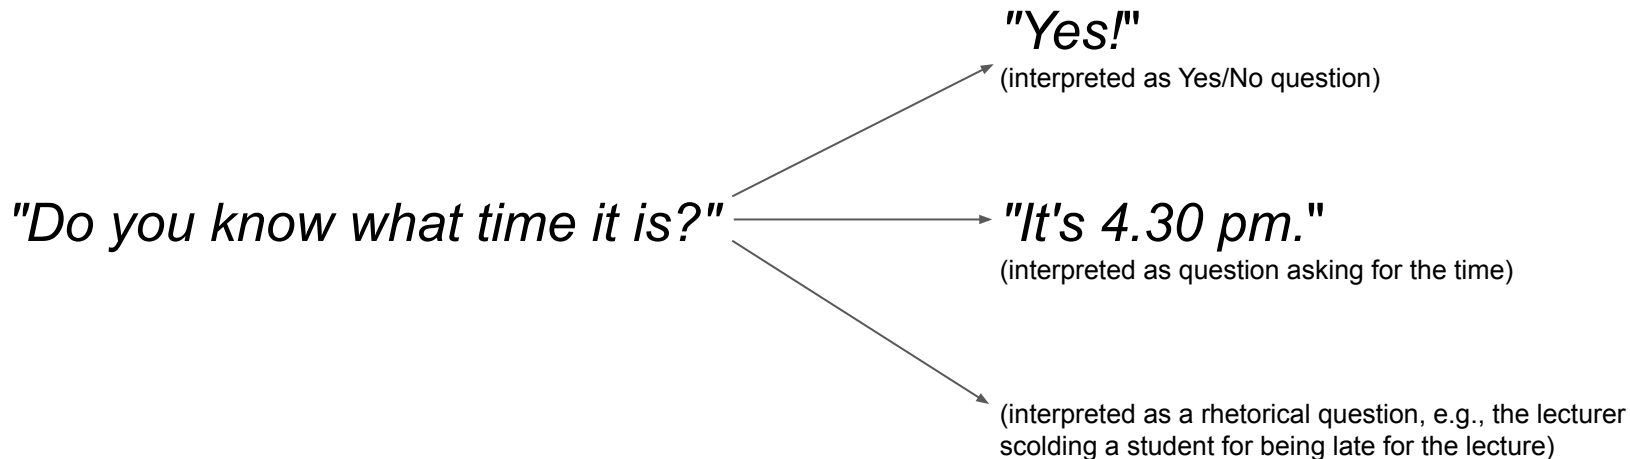 "Yes!"
(interpreted as Yes/No question)
"Do you know what time it is?"
"It's 4.30 pm."
(interpreted as question asking for the time)
(interpreted as a rhetorical question, e.g., the lecturer
scolding a student for being late for the lecture)